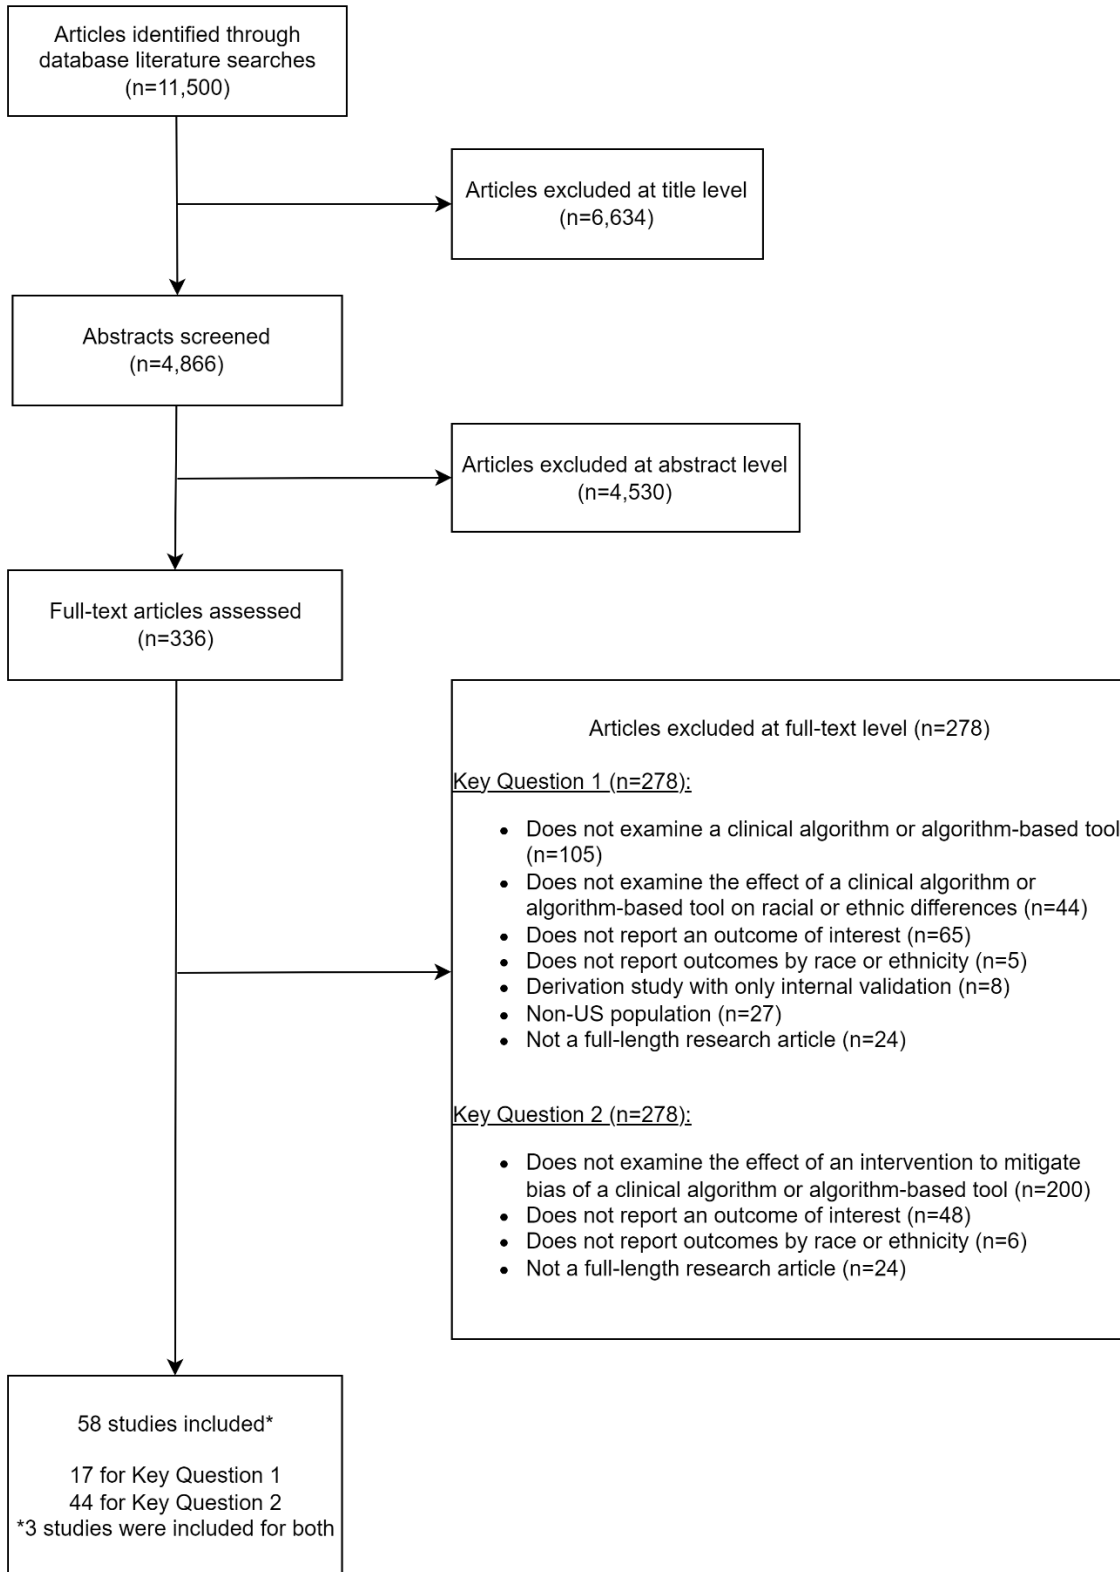 Articles identified through
database literature searches
(n=11,500)
Articles excluded at title level
(n=6,634)
Abstracts screened
(n=4,866)
Articles excluded at abstract level
(n=4,530)
Full-text articles assessed
(n=336)
Articles excluded at full-text level (n=278)
Key Question 1 (n=278):
• Does not examine a clinical algorithm or algorithm-based tool
(n=105)
• Does not examine the effect of a clinical algorithm or
algorithm-based tool on racial or ethnic differences (n=44)
• Does not report an outcome of interest (n=65)
• Does not report outcomes by race or ethnicity (n=5)
• Derivation study with only internal validation (n=8)
• Non-US population (n=27)
• Not a full-length research article (n=24)
Key Question 2 (n=278):
• Does not examine the effect of an intervention to mitigate
bias of a clinical algorithm or algorithm-based tool (n=200)
• Does not report an outcome of interest (n=48)
• Does not report outcomes by race or ethnicity (n=6)
• Not a full-length research article (n=24)
58 studies included*
17 for Key Question 1
44 for Key Question 2
*3 studies were included for both